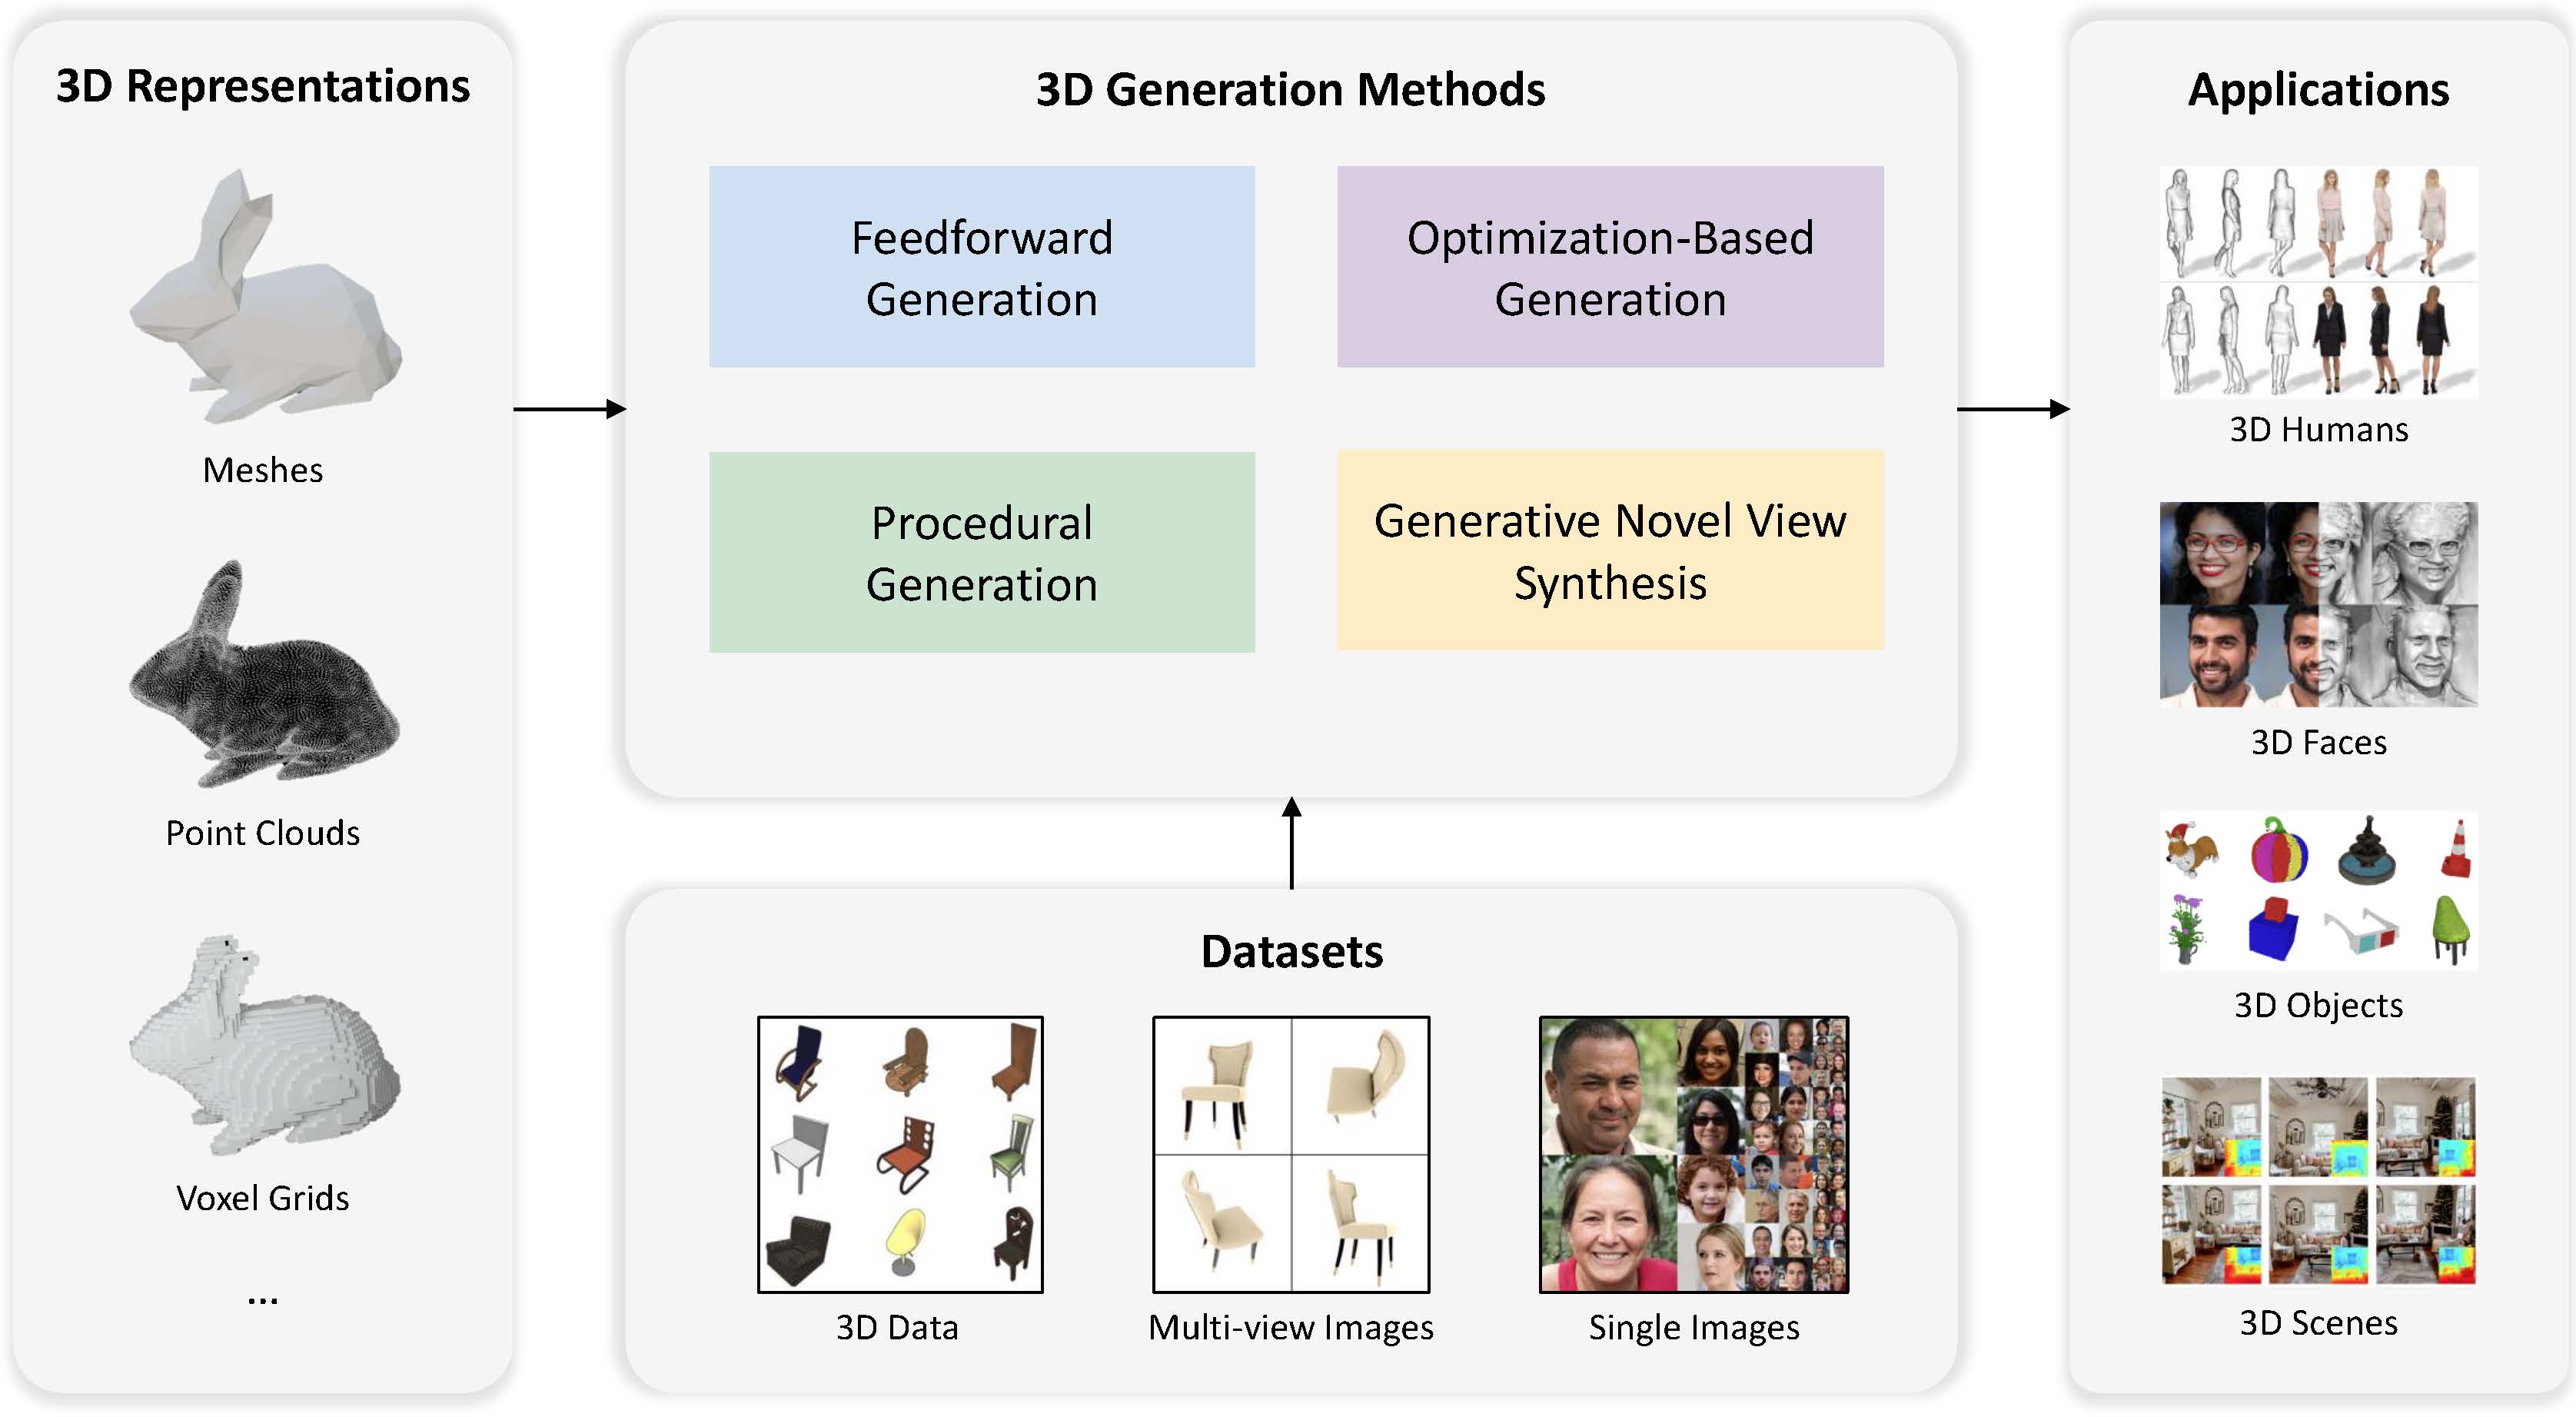 3D Representations
Meshes
Point Clouds
Voxel Grids
...
3D Generation Methods
Feedforward
Generation
Optimization-Based
Generation
Procedural
Generation
Generative Novel View
Synthesis
Datasets
3D Data
Multi-view Images
Single Images
Applications
3D Humans
3D Faces
3D Objects
3D Scenes